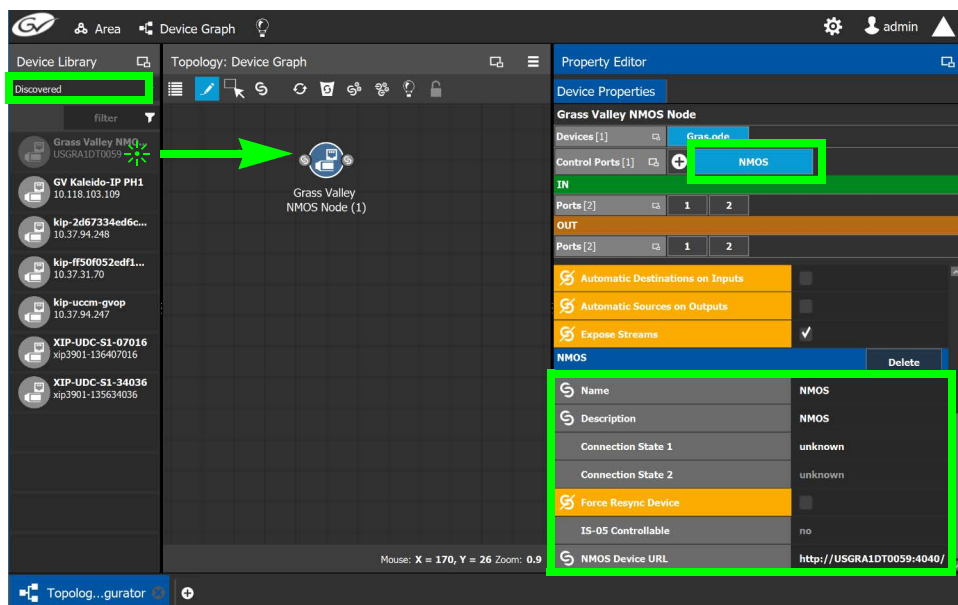 GV Area Device Graph admin
Device Library
Discovered
filter
Grass Valley NMO...
USGRA1DT0059
GV Kaleido-IP PH1
10.118.103.109
kip-2d67334ed6c...
10.37.94.248
kip-ff50f052edf1...
10.37.31.70
kip-uccm-gvop
10.37.94.247
XIP-UDC-S1-07016
xip3901-136407016
XIP-UDC-S1-34036
xip3901-135634036
Topology: Device Graph
Grass Valley
NMOS Node (1)
Mouse: X = 170, Y = 26 Zoom: 0.9
Property Editor
Device Properties
Grass Valley NMOS Node
Devices [1] Gras.ode
Control Ports [1] NMOS
IN
Ports [2] 1 2
OUT
Ports [2] 1 2
Automatic Destinations on Inputs
Automatic Sources on Outputs
Expose Streams
NMOS Delete
Name NMOS
Description NMOS
Connection State 1 unknown
Connection State 2 unknown
Force Resync Device
IS-05 Controllable no
NMOS Device URL http://USGRA1DT0059:4040/
Topolog...gurator